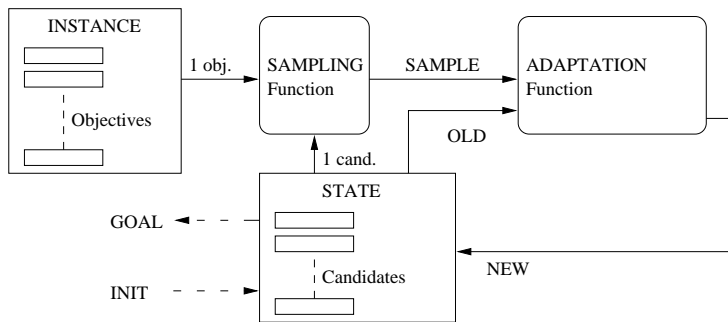 INSTANCE
Objectives
1 obj.
SAMPLING
Function
SAMPLE
ADAPTATION
Function
OLD
1 cand.
STATE
GOAL
Candidates
INIT
NEW